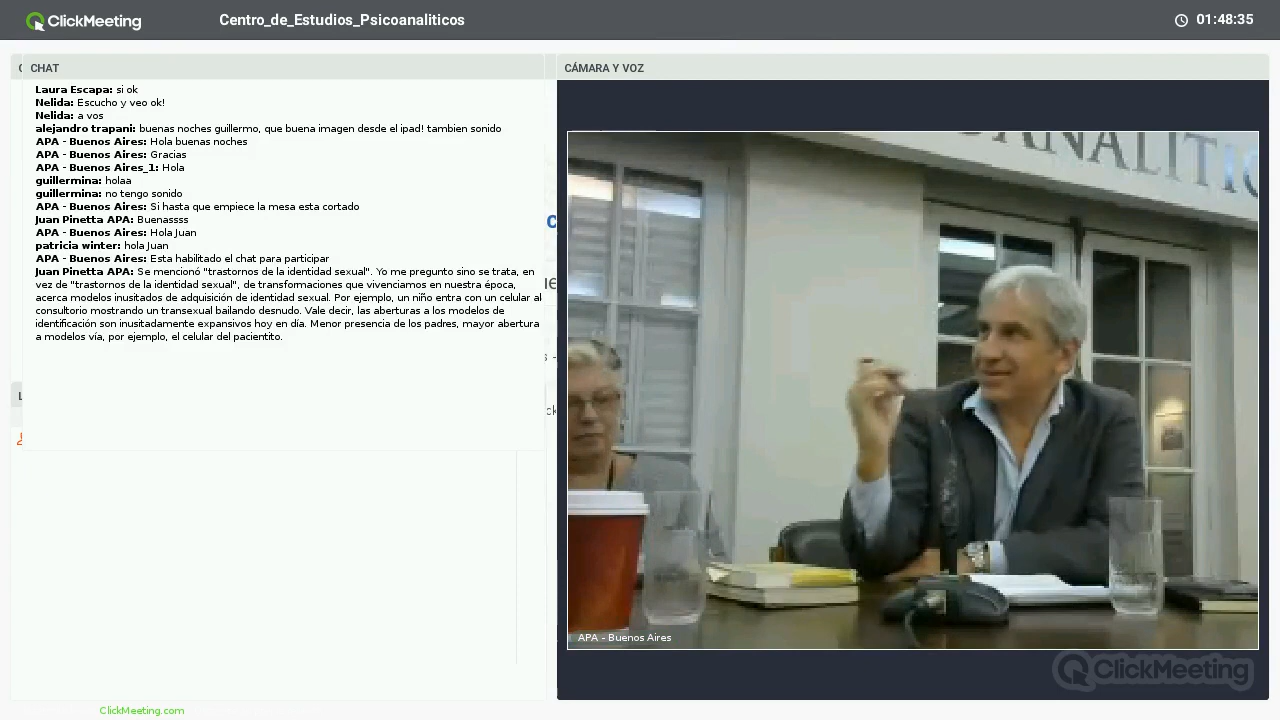 ClickMeeting
Centro_de_Estudios_Psicoanaliticos
01:48:35
CHAT
CÁMARA Y VOZ
Laura Escapa: si ok
Nelida: Escucho y veo ok!
Nelida: a vos
alejandro trapani: buenas noches guillermo, que buena imagen desde el ipad! tambien sonido
APA - Buenos Aires: Hola buenas noches
APA - Buenos Aires: Gracias
APA - Buenos Aires_1: Hola
guillermina: holaa
guillermina: no tengo sonido
APA - Buenos Aires: Si hasta que empiece la mesa esta cortado
Juan Pinetta APA: Buenassss
APA - Buenos Aires: Hola Juan
patricia winter: hola Juan
APA - Buenos Aires: Esta habilitado el chat para participar
Juan Pinetta APA: Se mencionó "trastornos de la identidad sexual". Yo me pregunto sino se trata, en
vez de "trastornos de la identidad sexual", de transformaciones que vivenciamos en nuestra época,
acerca modelos inusitados de adquisición de identidad sexual. Por ejemplo, un niño entra con un celular al
consultorio mostrando un transexual bailando desnudo. Vale decir, las aberturas a los modelos de
identificación son inusitadamente expansivos hoy en día. Menor presencia de los padres, mayor abertura
a modelos vía, por ejemplo, el celular del pacientito.
OANALITIC
APA - Buenos Aires
ClickMeeting
ClickMeeting.com